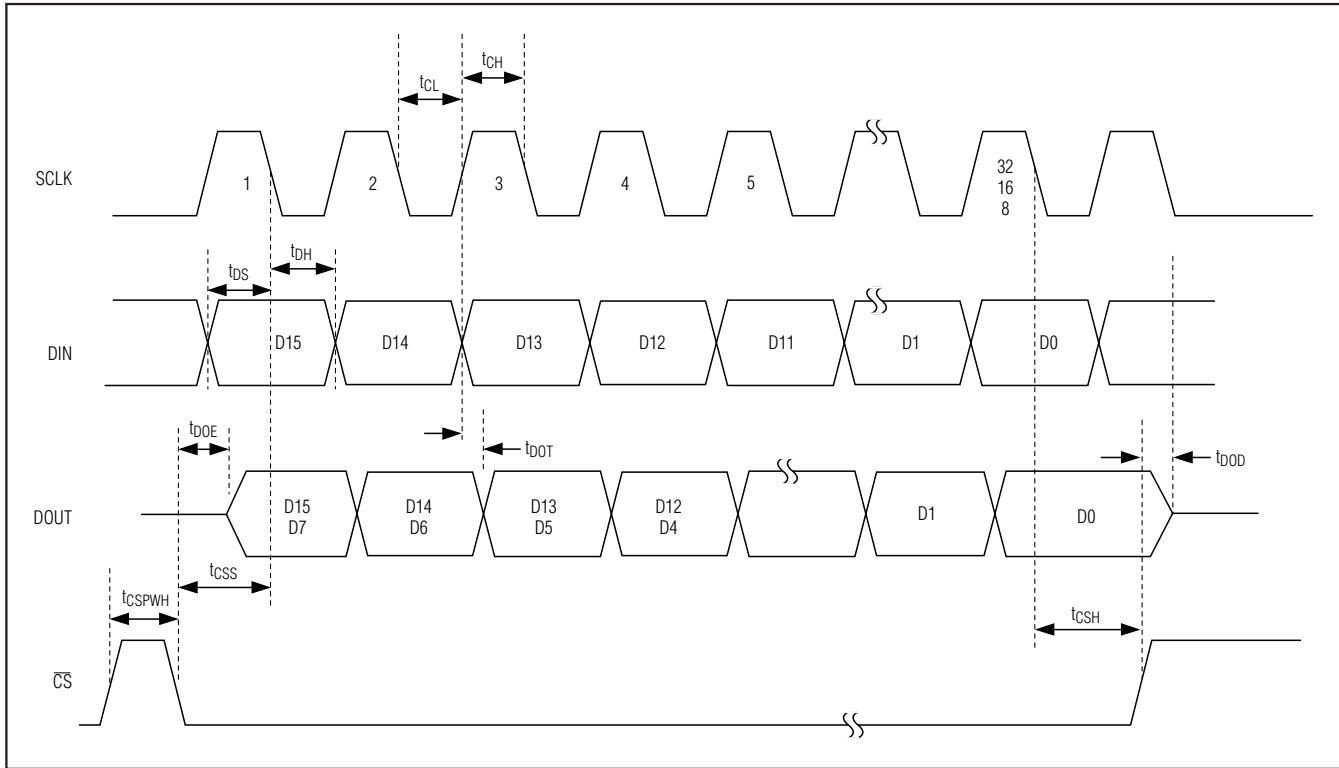 tCL
tCH
SCLK
1
2
3
4
5
32
16
8
tDS
tDH
DIN
D15
D14
D13
D12
D11
D1
D0
tDOE
tDOT
tDOD
DOUT
D15
D7
D14
D6
D13
D5
D12
D4
D1
D0
tCSS
tCSPWH
tCSH
CS